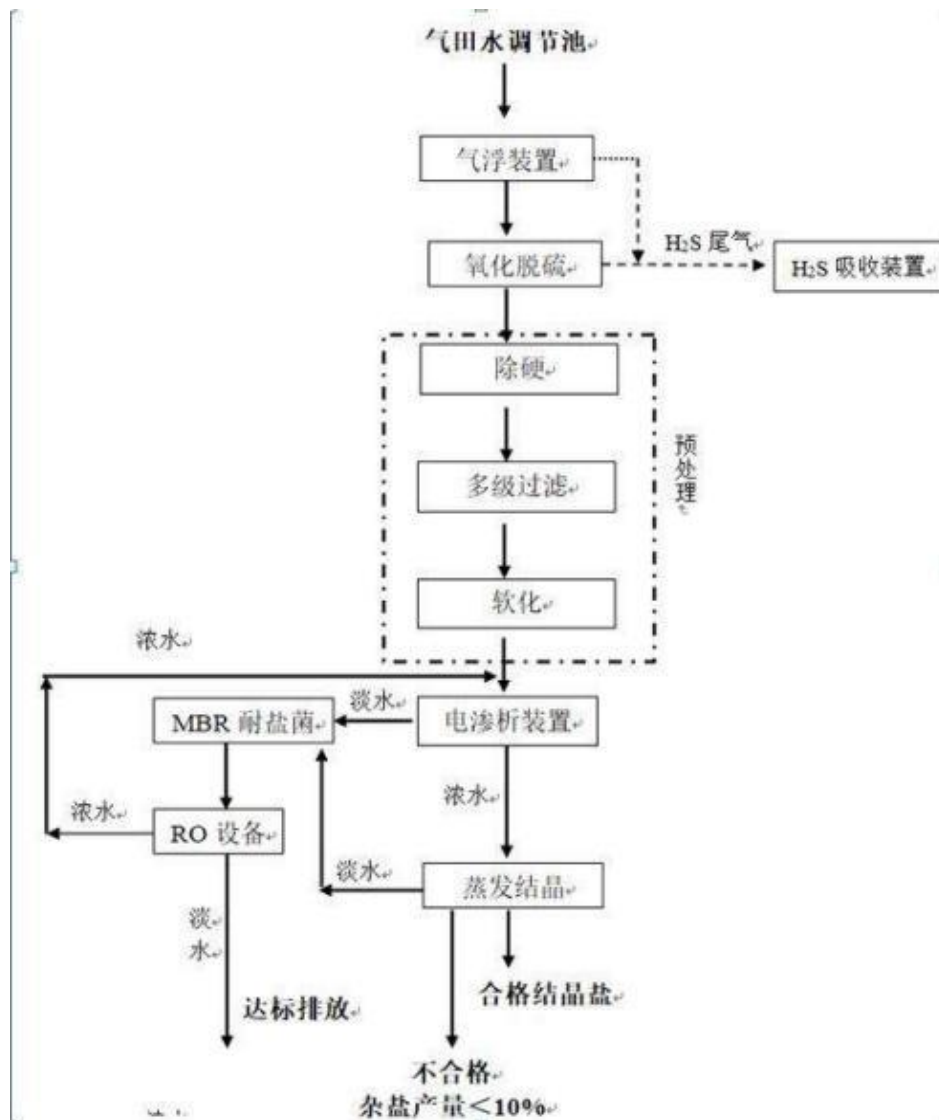 气田水调节池
气浮装置
H₂S 尾气
氧化脱硫
H₂S 吸收装置
除硬
预处理
多级过滤
软化
浓水
淡水
MBR 耐盐菌
电渗析装置
浓水
浓水
RO 设备
淡水
蒸发结晶
淡
水
合格结晶盐
达标排放
不合格
杂盐产量＜10%